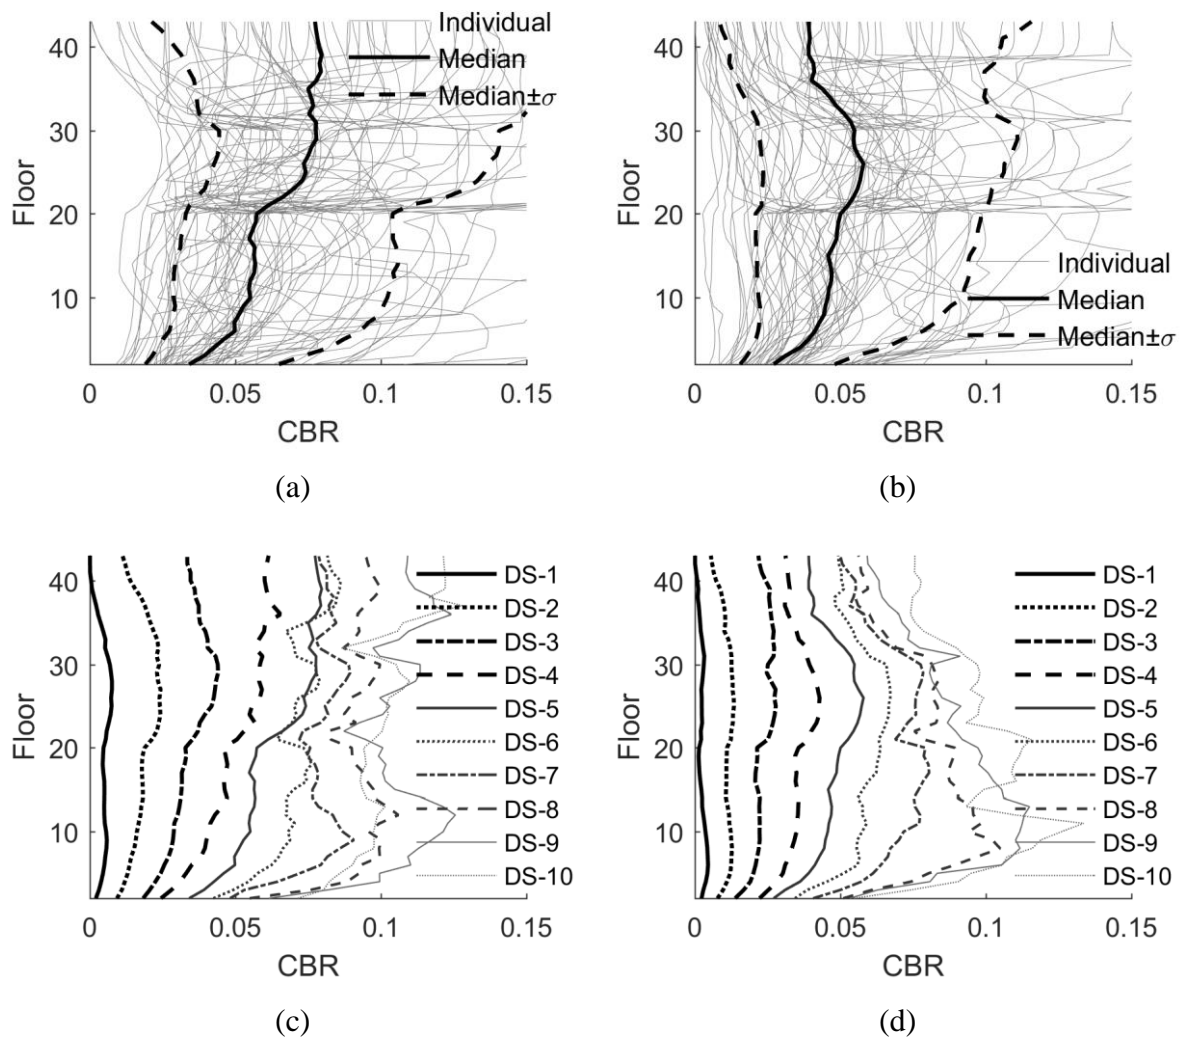 40
30
20
10
Floor
Individual
Median
Median±σ
0
0.05
0.1
0.15
CBR
(a)
40
30
20
10
Floor
Individual
Median
Median±σ
0
0.05
0.1
0.15
CBR
(b)
40
30
20
10
Floor
DS-1
DS-2
DS-3
DS-4
DS-5
DS-6
DS-7
DS-8
DS-9
DS-10
0
0.05
0.1
0.15
CBR
(c)
40
30
20
10
Floor
DS-1
DS-2
DS-3
DS-4
DS-5
DS-6
DS-7
DS-8
DS-9
DS-10
0
0.05
0.1
0.15
CBR
(d)